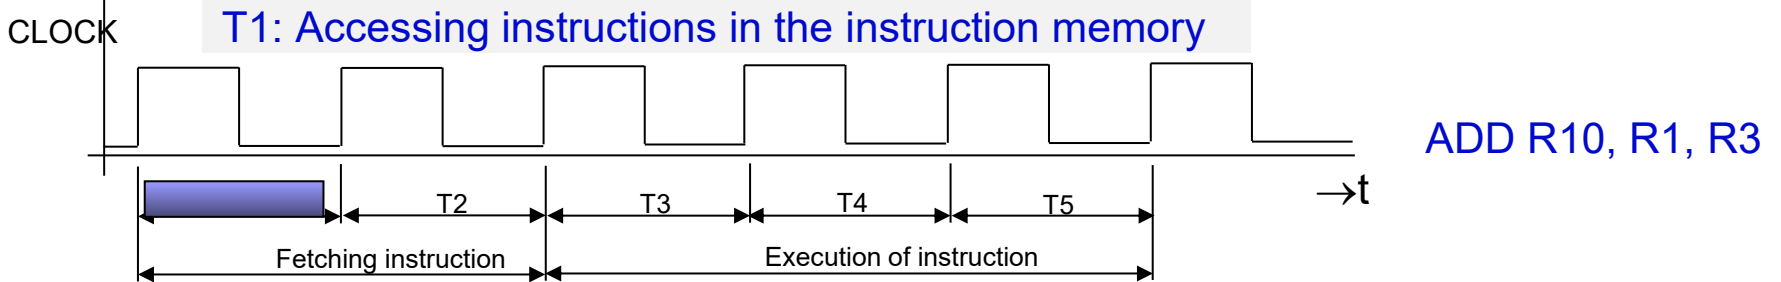 CLOCK
T1: Accessing instructions in the instruction memory
ADD R10, R1, R3
T2
T3
T4
T5
→t
Fetching instruction
Execution of instruction